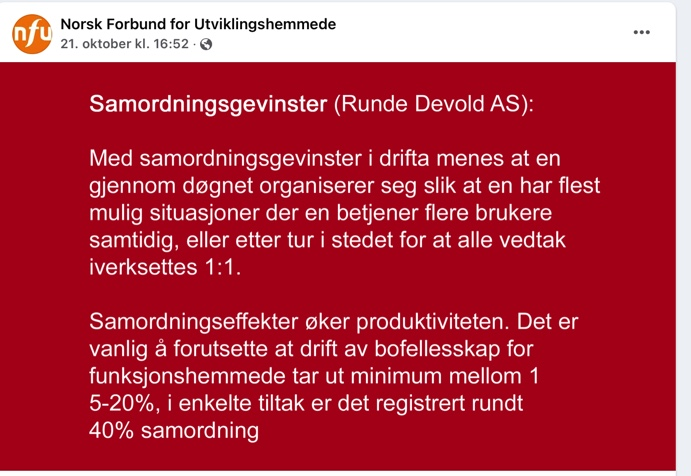 nfu
Norsk Forbund for Utviklingshemmede
21. oktober kl. 16:52 ·
Samordningsgevinster (Runde Devold AS):
Med samordningsgevinster i drifta menes at en
gjennom døgnet organiserer seg slik at en har flest
mulig situasjoner der en betjener flere brukere
samtidig, eller etter tur i stedet for at alle vedtak
iverksettes 1:1.
Samordningseffekter øker produktiviteten. Det er
vanlig å forutsette at drift av bofellesskap for
funksjonshemmede tar ut minimum mellom 1
5-20%, i enkelte tiltak er det registrert rundt
40% samordning